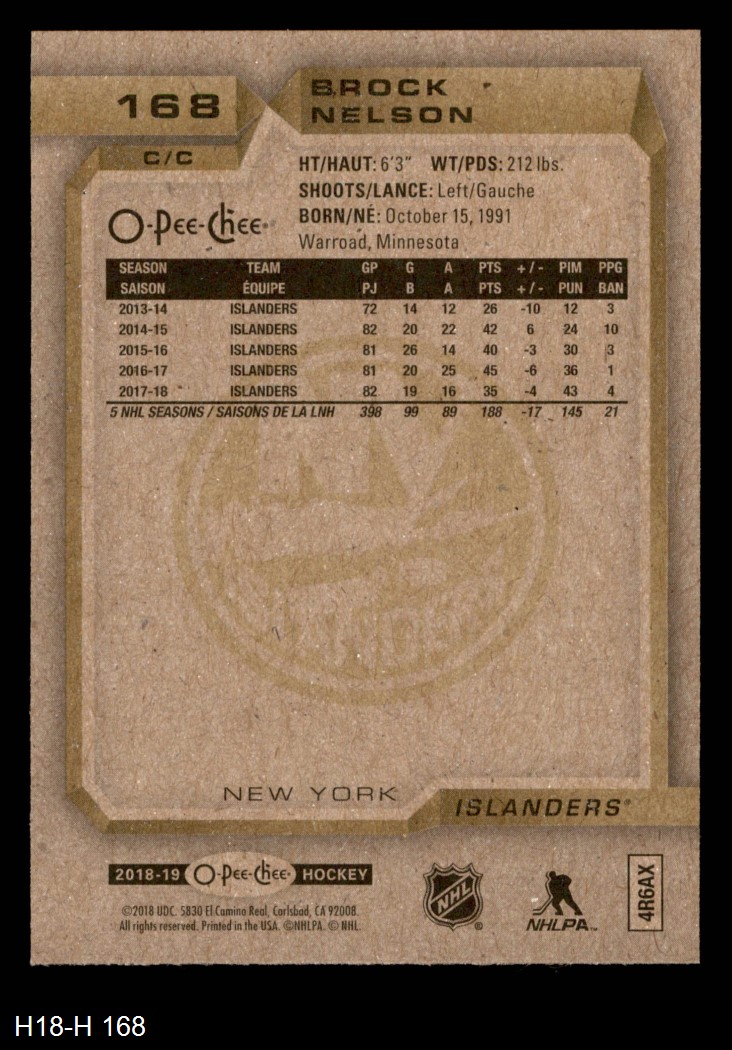 168
BROCK
NELSON
C/C
HT/HAUT: 6'3" WT/PDS: 212 lbs.
SHOOTS/LANCE: Left/Gauche
BORN/NÉ: October 15, 1991
Warroad, Minnesota
O-Pee-Chee
SEASON TEAM GP G A PTS +/- PIM PPG
SAISON ÉQUIPE PJ B A PTS +/- PUN BAN
2013-14 ISLANDERS 72 14 12 26 -10 12 3
2014-15 ISLANDERS 82 20 22 42 6 24 10
2015-16 ISLANDERS 81 26 14 40 -3 30 3
2016-17 ISLANDERS 81 20 25 45 -6 36 1
2017-18 ISLANDERS 82 19 16 35 -4 43 4
5 NHL SEASONS / SAISONS DE LA LNH 398 99 89 188 -17 145 21
NEW YORK
ISLANDERS®
2018-19 O-Pee-Chee HOCKEY
©2018 UDC. 5830 El Camino Real, Carlsbad, CA 92008.
All rights reserved. Printed in the USA. ©NHLPA. © NHL.
NHL ®
NHLPA™
4R6AX
H18-H 168